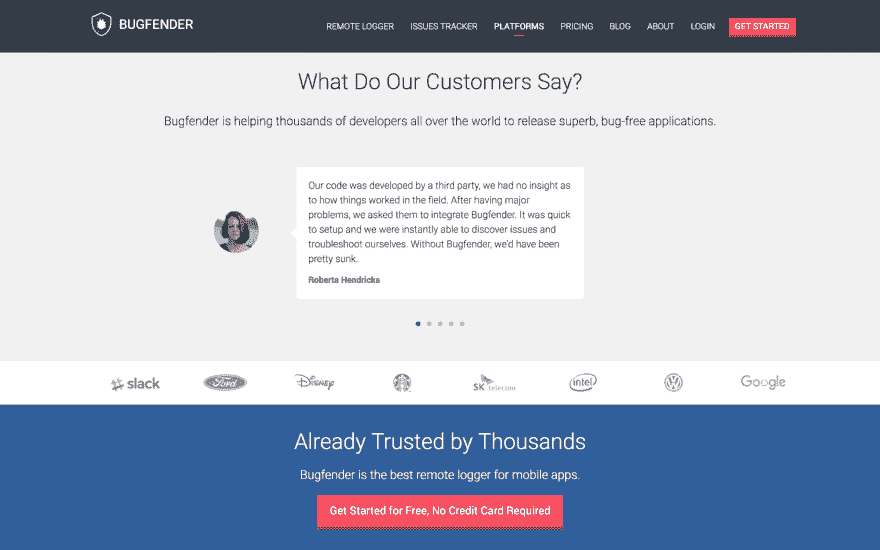 BUGFENDER
REMOTE LOGGER ISSUES TRACKER PLATFORMS PRICING BLOG ABOUT LOGIN GET STARTED
What Do Our Customers Say?
Bugfender is helping thousands of developers all over the world to release superb, bug-free applications.
Our code was developed by a third party, we had no insight as
to how things worked in the field. After having major
problems, we asked them to integrate Bugfender. It was quick
to setup and we were instantly able to discover issues and
troubleshoot ourselves. Without Bugfender, we'd have been
pretty sunk.
Roberta Hendricks
slack Ford Disney SK telecom intel VW Google
Already Trusted by Thousands
Bugfender is the best remote logger for mobile apps.
Get Started for Free, No Credit Card Required